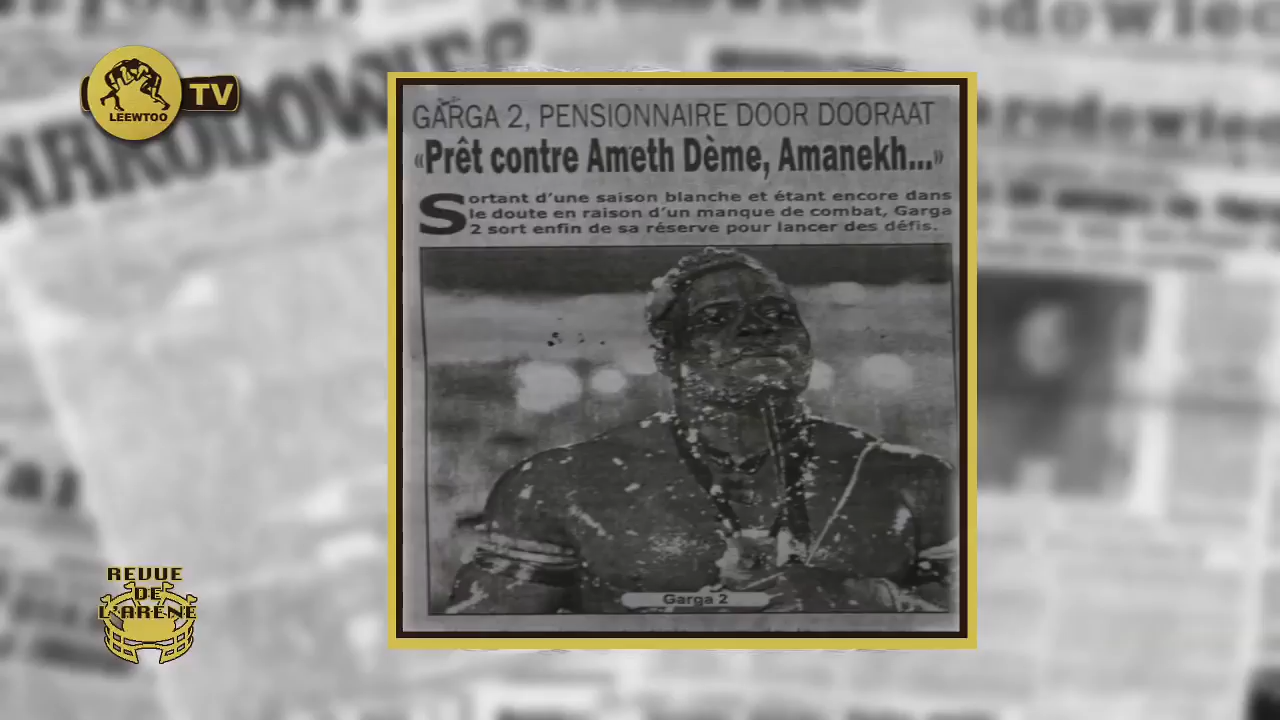 LEEWTOO
TV
GARGA 2, PENSIONNAIRE DOOR DOORAAT
«Prêt contre Ameth Dème, Amanekh...»
Sortant d'une saison blanche et étant encore dans
le doute en raison d'un manque de combat, Garga
2 sort enfin de sa réserve pour lancer des défis.
Garga 2
REVUE
DE
L'ARENE
NARODOWIEC